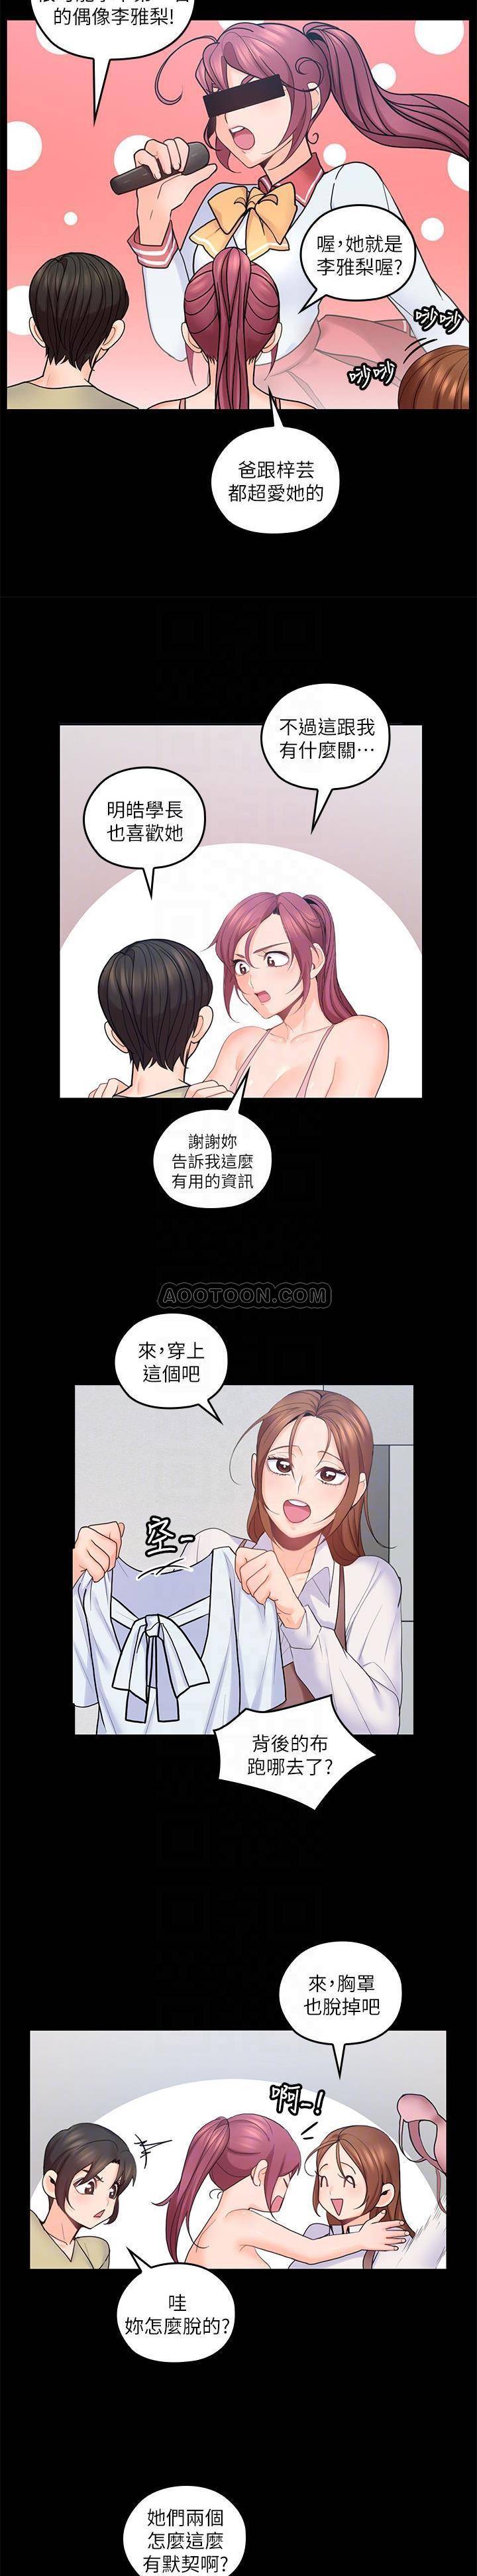 的偶像李雅梨!
喔，她就是
李雅梨喔?
吵吵
吵吵
爸跟梓芸
都超愛她的
不過這跟我
有什麼關…
明皓學長
也喜歡她
謝謝妳
告訴我這麼
有用的資訊
AOOTOON.COM
來，穿上
這個吧
空-
背後的布
跑哪去了?
來，胸罩
也脫掉吧
啊-!
哇
妳怎麼脫的?
她們兩個
怎麼這麼
有默契啊?